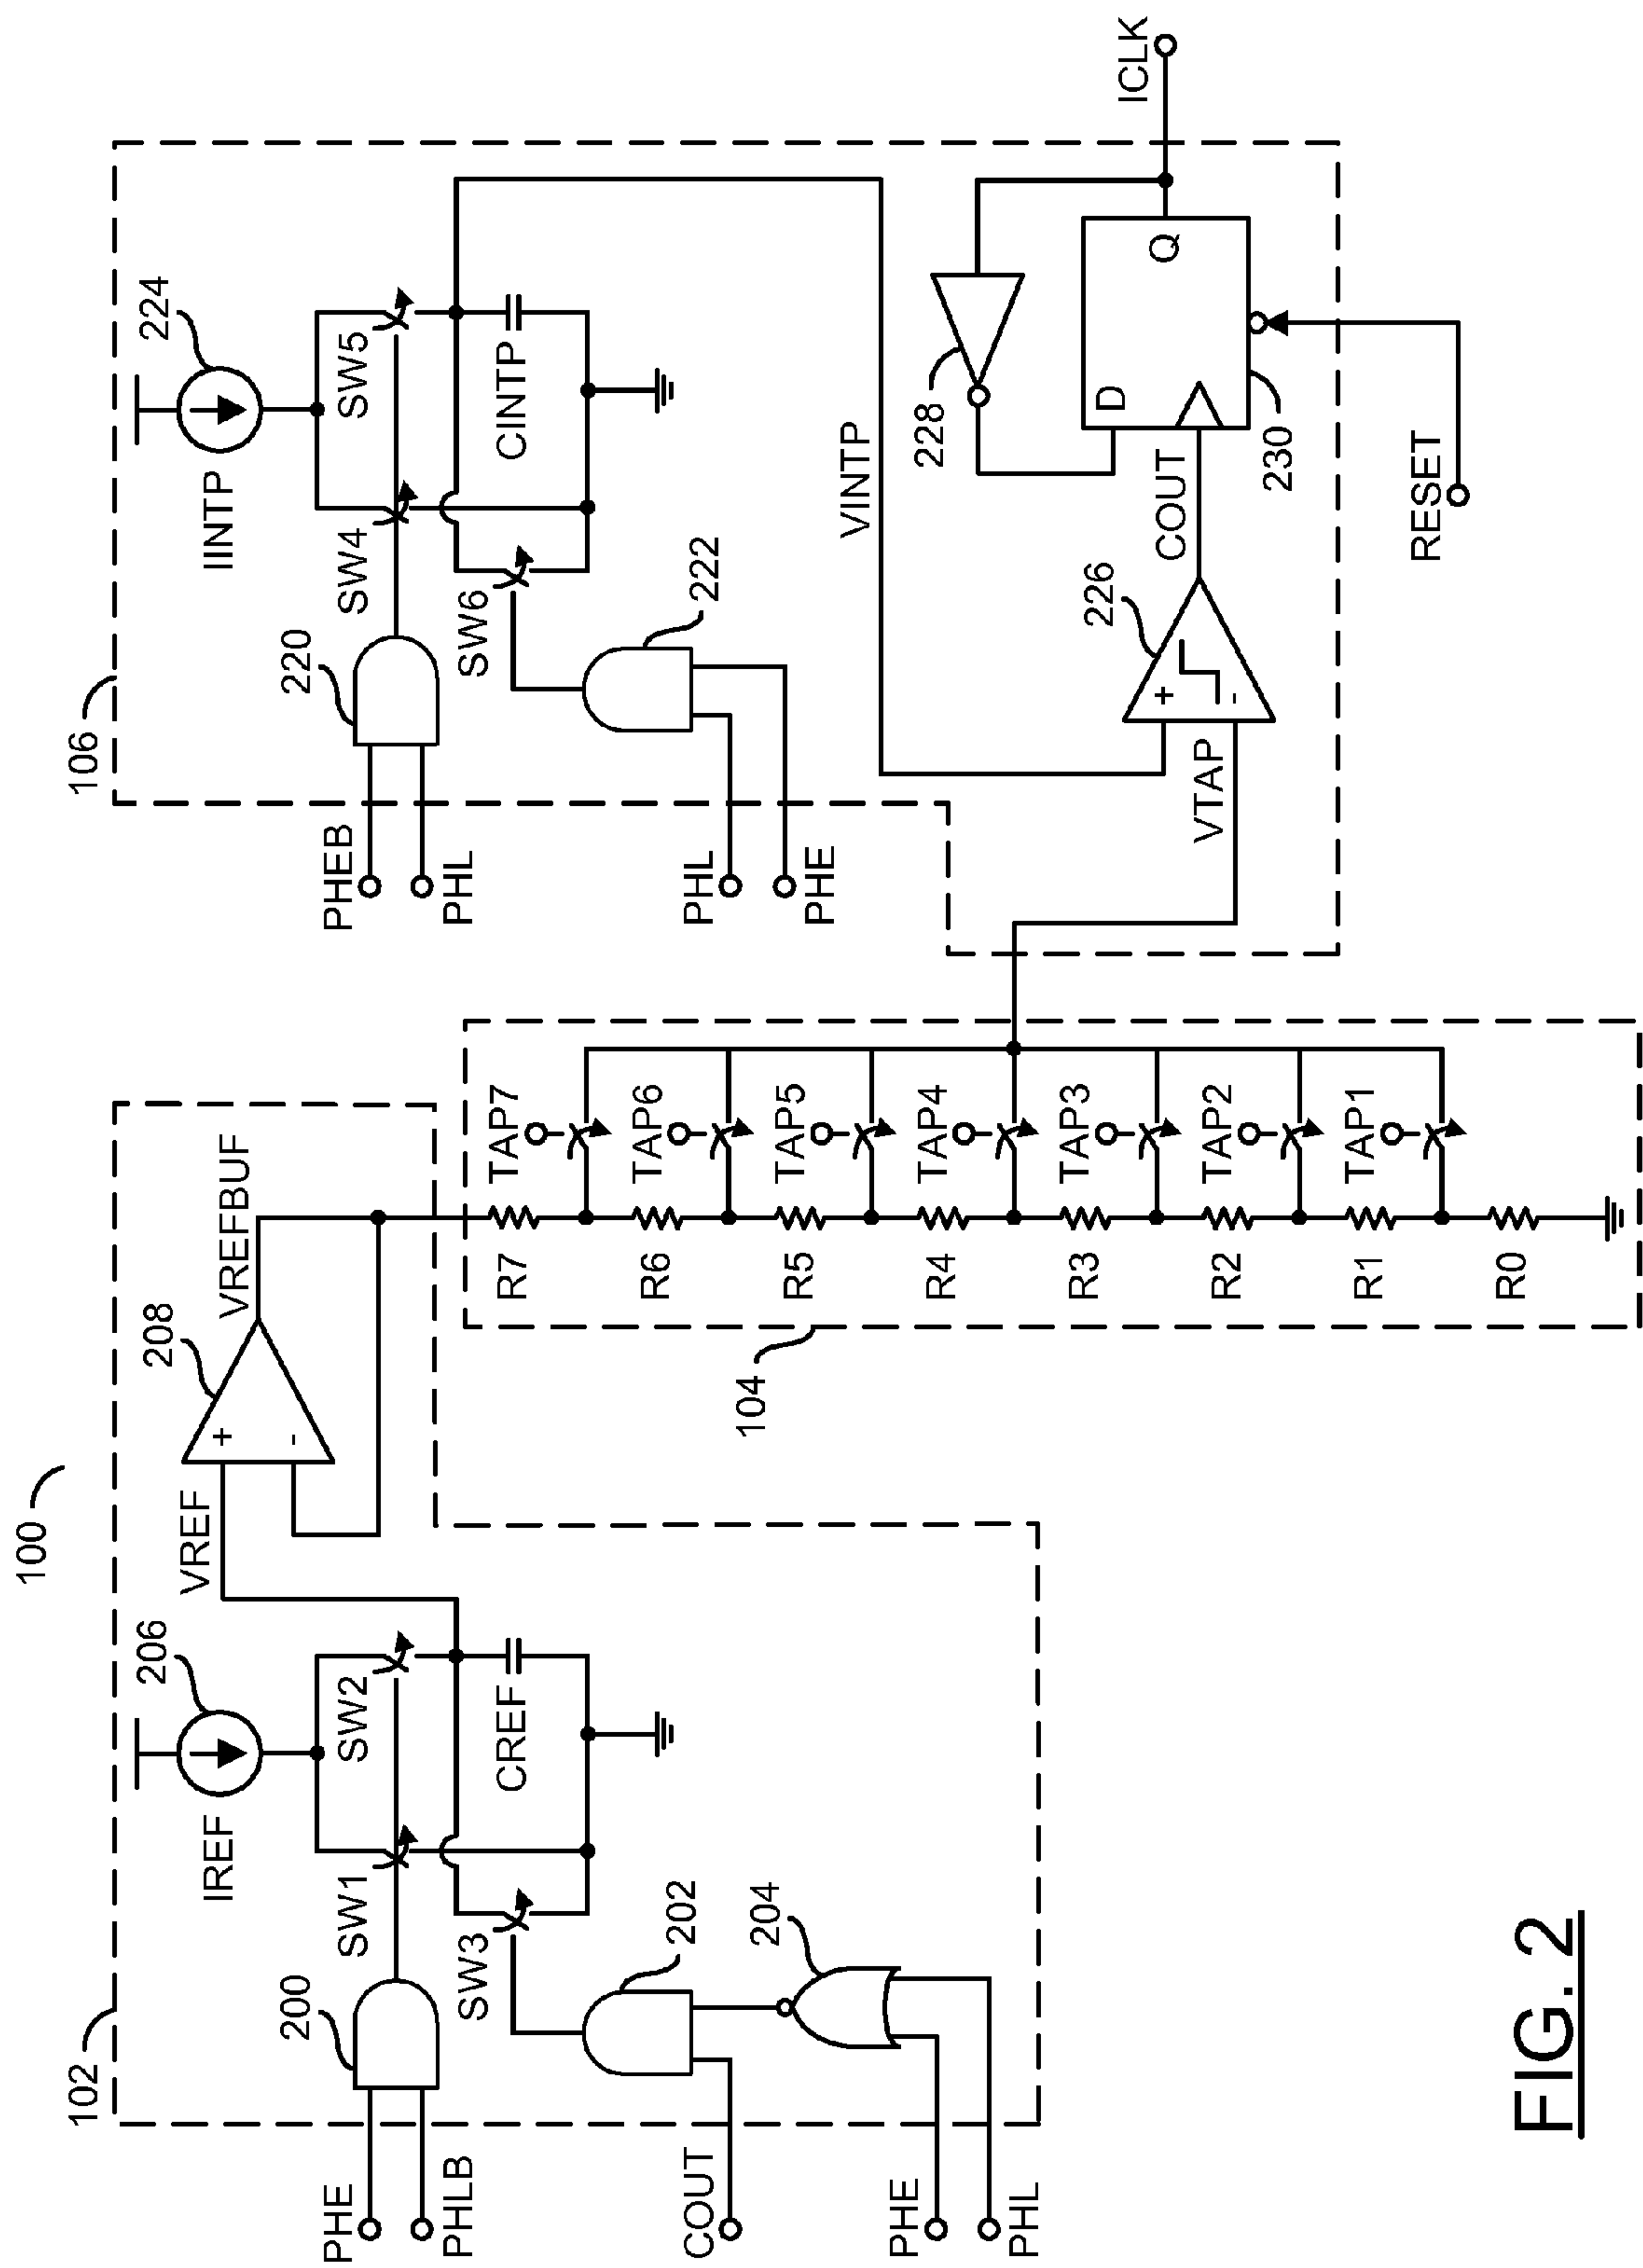 100
102
PHE
PHLB
200
SW1
IREF
206
SW2
VREF
208
VREFBUF
+
-
CREF
SW3
202
204
COUT
PHE
PHL
104
R7
R6
R5
R4
R3
R2
R1
R0
TAP7
TAP6
TAP5
TAP4
TAP3
TAP2
TAP1
106
PHEB
PHL
220
SW4
IINTP
224
SW5
CINTP
SW6
222
PHL
PHE
VINTP
VTAP
+
-
226
COUT
228
D
Q
230
RESET
ICLK
FIG. 2